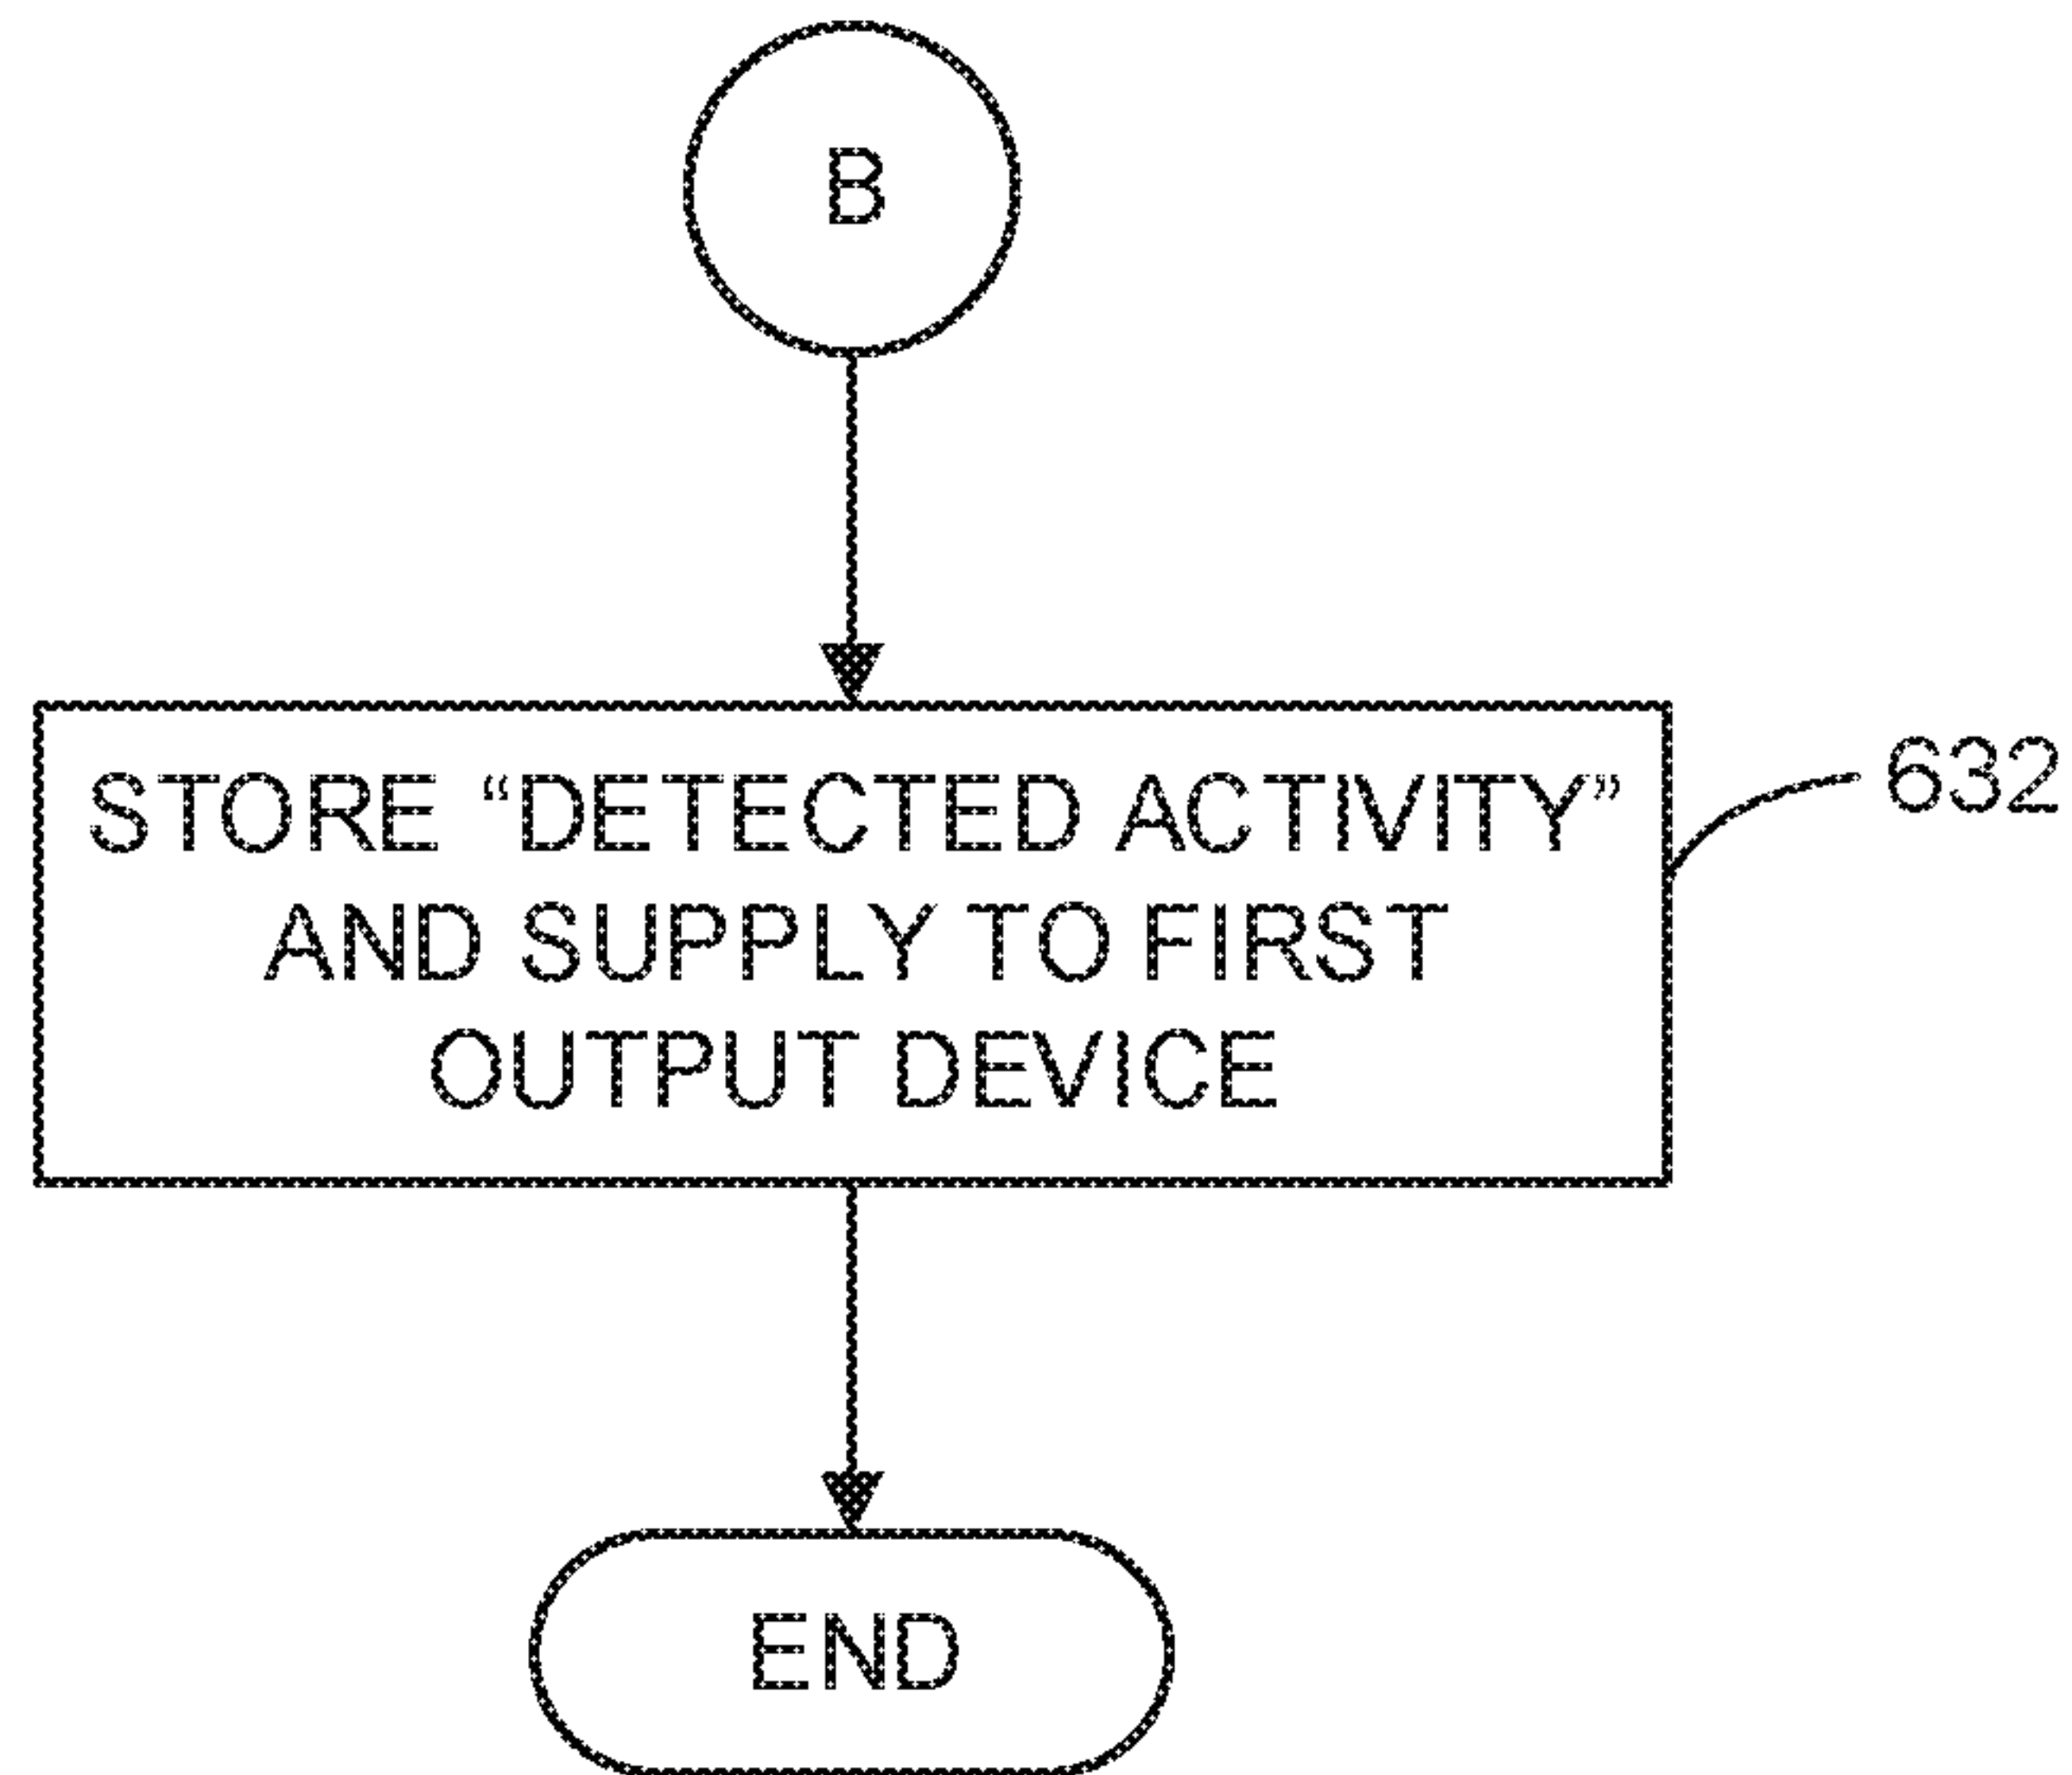 B
STORE “DETECTED ACTIVITY”
AND SUPPLY TO FIRST
OUTPUT DEVICE
632
END